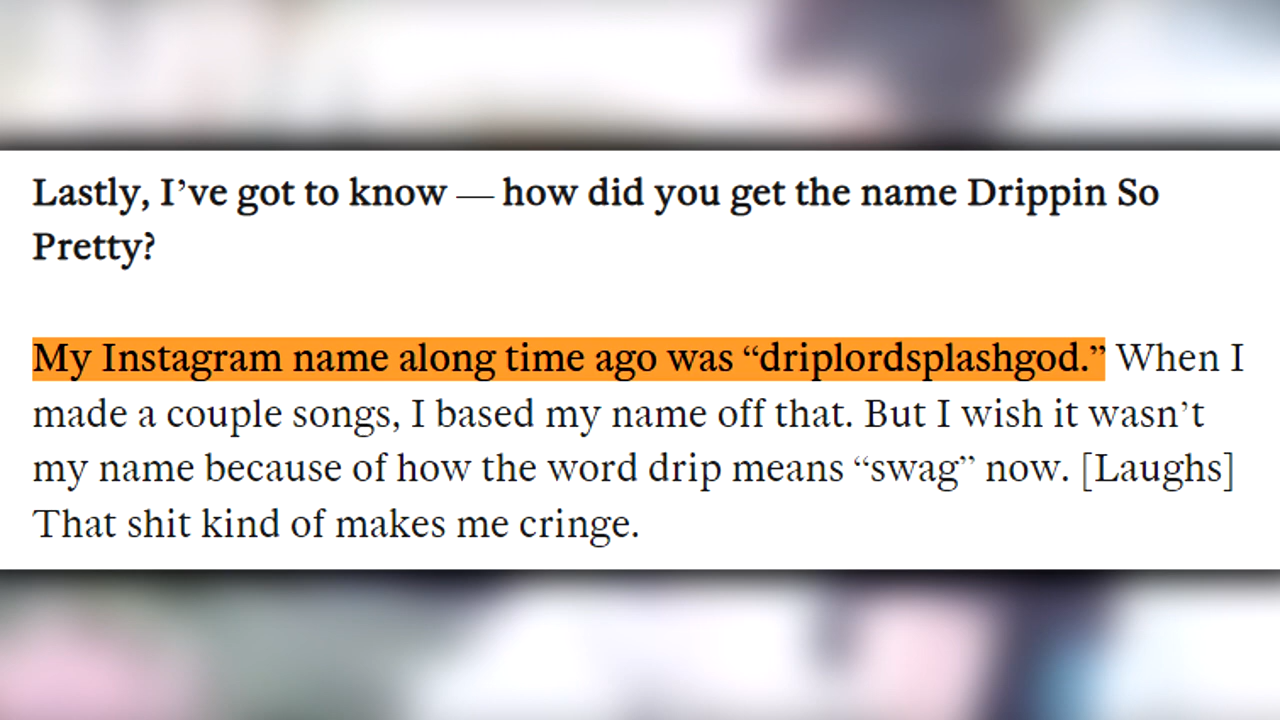 Lastly, I’ve got to know — how did you get the name Drippin So
Pretty?
My Instagram name along time ago was “driplordsplashgod.” When I
made a couple songs, I based my name off that. But I wish it wasn’t
my name because of how the word drip means “swag” now. [Laughs]
That shit kind of makes me cringe.